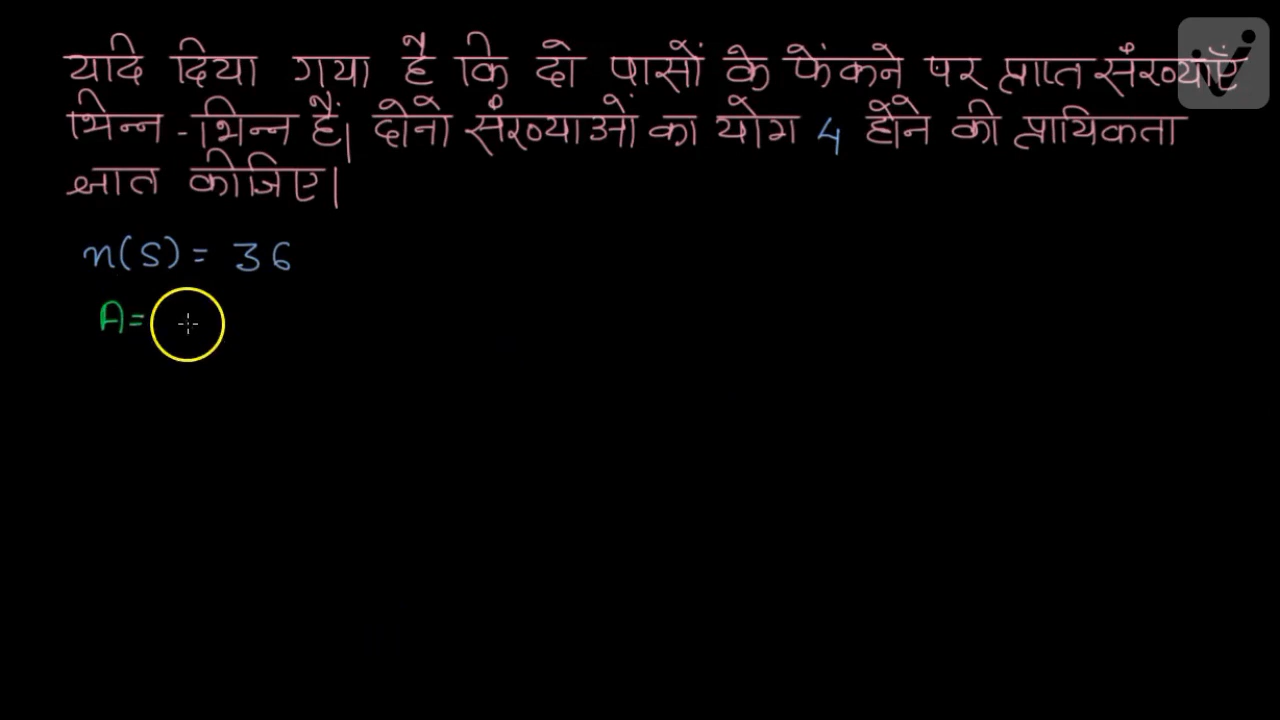 यदि दिया गया है कि दो पासों के फेंकने पर प्राप्त संख्याएँ
भिन्न-भिन्न हैं। दोनो संख्याओं का योग 4 होने की प्रायिकता
ज्ञात कीजिए।
n(S) = 36
A=